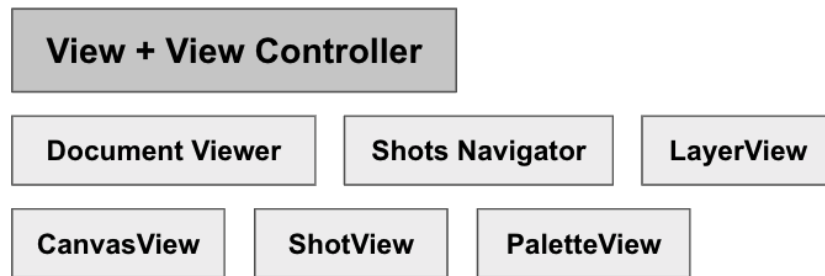 View + View Controller
Document Viewer Shots Navigator LayerView
CanvasView ShotView PaletteView